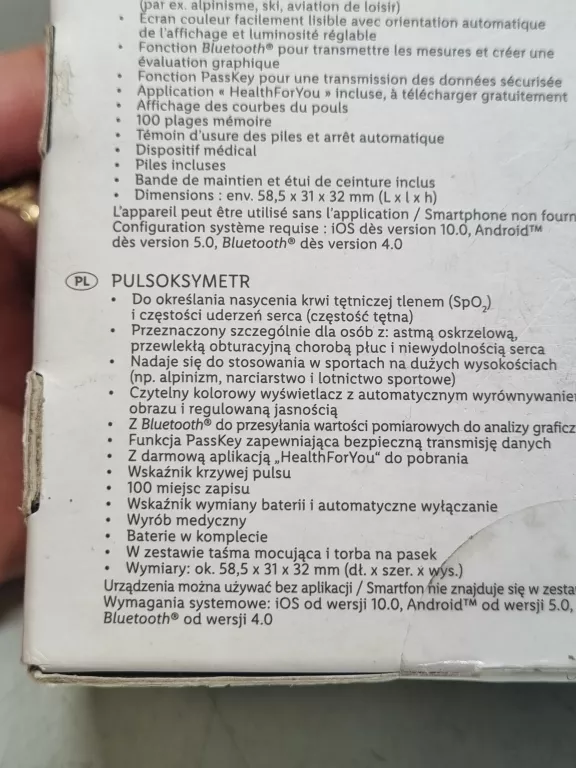 (par ex. alpinisme, ski, aviation de loisir)
• Écran couleur facilement lisible avec orientation automatique
de l'affichage et luminosité réglable
• Fonction Bluetooth® pour transmettre les mesures et créer une
évaluation graphique
• Fonction PassKey pour une transmission des données sécurisée
• Application « HealthForYou » incluse, à télécharger gratuitement
• Affichage des courbes du pouls
• 100 plages mémoire
• Témoin d'usure des piles et arrêt automatique
• Dispositif médical
• Piles incluses
• Bande de maintien et étui de ceinture inclus
• Dimensions : env. 58,5 x 31 x 32 mm (L x l x h)
L'appareil peut être utilisé sans l'application / Smartphone non fourn
Configuration système requise : iOS dès version 10.0, Android™
dès version 5.0, Bluetooth® dès version 4.0
PL PULSOKSYMETR
• Do określania nasycenia krwi tętniczej tlenem (SpO₂)
i częstości uderzeń serca (częstość tętna)
• Przeznaczony szczególnie dla osób z: astmą oskrzelową,
przewlekłą obturacyjną chorobą płuc i niewydolnością serca
• Nadaje się do stosowania w sportach na dużych wysokościach
(np. alpinizm, narciarstwo i lotnictwo sportowe)
• Czytelny kolorowy wyświetlacz z automatycznym wyrównywanie
obrazu i regulowaną jasnością
• Z Bluetooth® do przesyłania wartości pomiarowych do analizy graficz
• Funkcja PassKey zapewniająca bezpieczną transmisję danych
• Z darmową aplikacją „HealthForYou" do pobrania
• Wskaźnik krzywej pulsu
• 100 miejsc zapisu
• Wskaźnik wymiany baterii i automatyczne wyłączanie
• Wyrób medyczny
• Baterie w komplecie
• W zestawie taśma mocująca i torba na pasek
• Wymiary: ok. 58,5 x 31 x 32 mm (dł. x szer. x wys.)
Urządzenia można używać bez aplikacji / Smartfon nie znajduje się w zesta
Wymagania systemowe: iOS od wersji 10.0, Android™ od wersji 5.0,
Bluetooth® od wersji 4.0